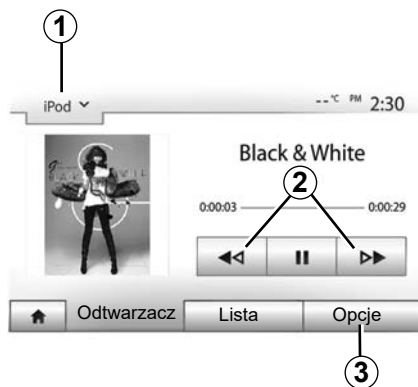 1
iPod
--°C PM 2:30
Black & White
2
0:00:03 0:00:29
Odtwarzacz Lista Opcje
3